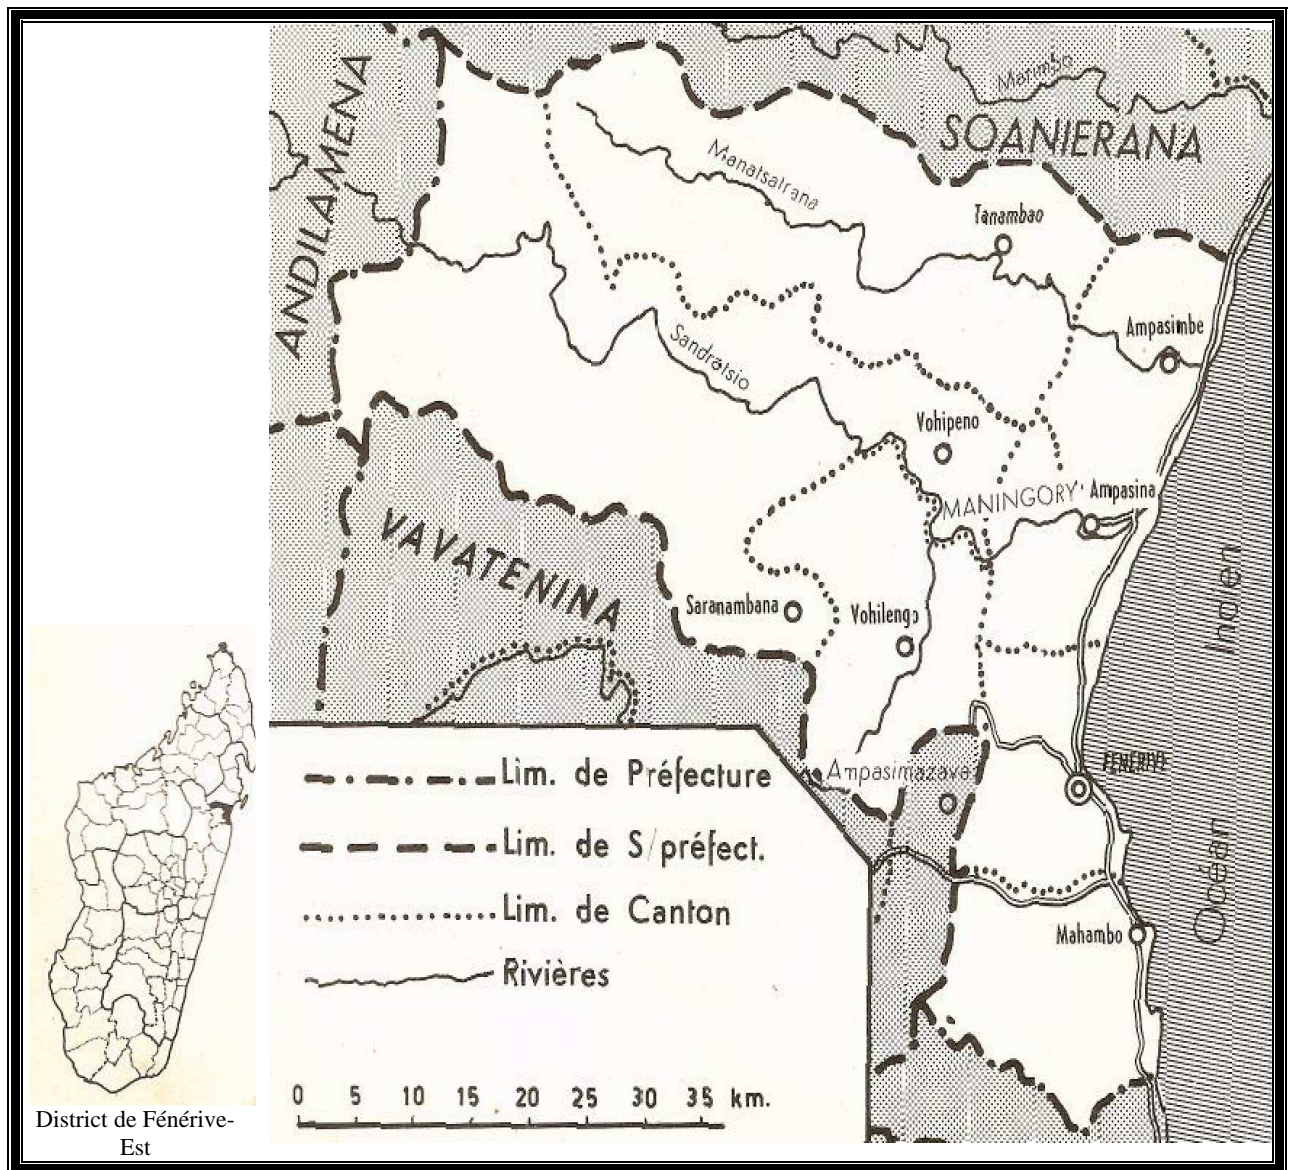 ANDILAMENA
Marimbo
SOANIERANA
Manatsatrana
Tanambao
Ampasimbe
Sandratsio
Vohipeno
MANINGORY
Ampasina
VAVATENINA
Saranambana
Vohilengo
Océan Indien
Ampasimazava
FÉNÉRIVE
Mahambo
Lim. de Préfecture
Lim. de S/préfect.
Lim. de Canton
Rivières
0 5 10 15 20 25 30 35 km.
District de Fénérive-
Est